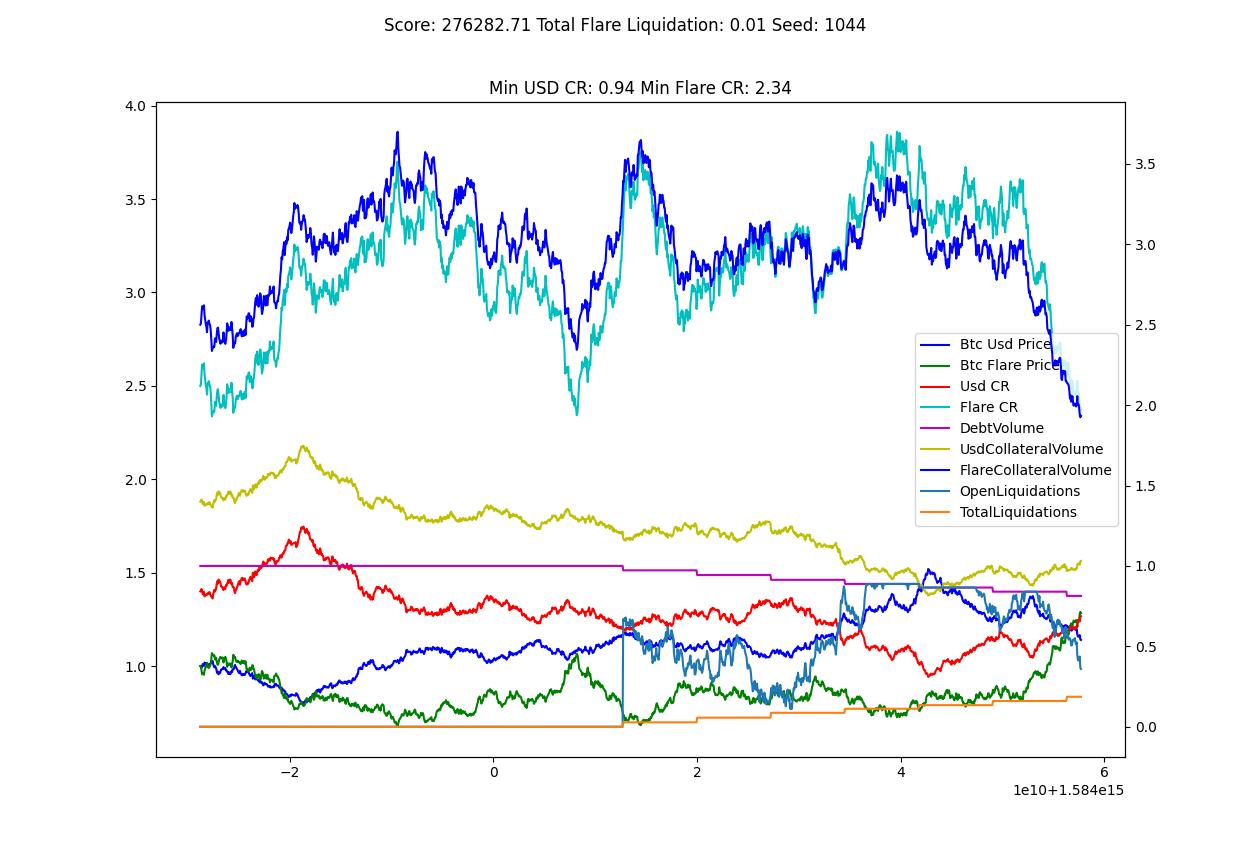 Score: 276282.71 Total Flare Liquidation: 0.01 Seed: 1044
Min USD CR: 0.94 Min Flare CR: 2.34
4.0
3.5
3.5
3.0
3.0
2.5
2.5
2.0
2.0
1.5
1.5
1.0
1.0
0.5
0.0
Btc Usd Price
Btc Flare Price
Usd CR
Flare CR
DebtVolume
UsdCollateralVolume
FlareCollateralVolume
OpenLiquidations
TotalLiquidations
−2
0
2
4
6
1e10+1.584e15